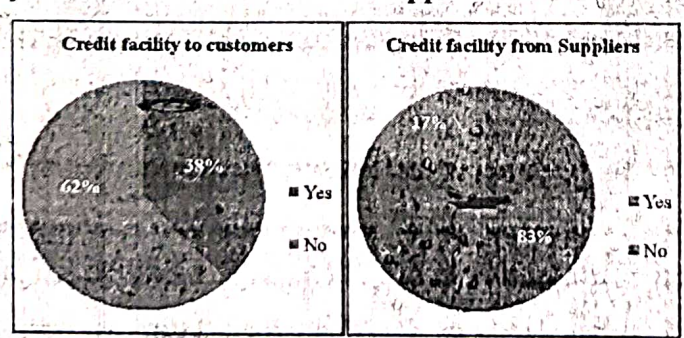 Credit facility to customers
38%
62%
Yes
No
Credit facility from Suppliers
17%
83%
Yes
No